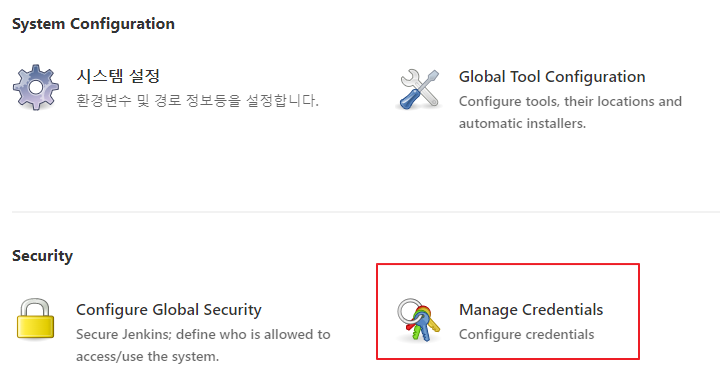 System Configuration
시스템 설정
환경변수 및 경로 정보등을 설정합니다.
Global Tool Configuration
Configure tools, their locations and
automatic installers.
Security
Configure Global Security
Secure Jenkins; define who is allowed to
access/use the system.
Manage Credentials
Configure credentials